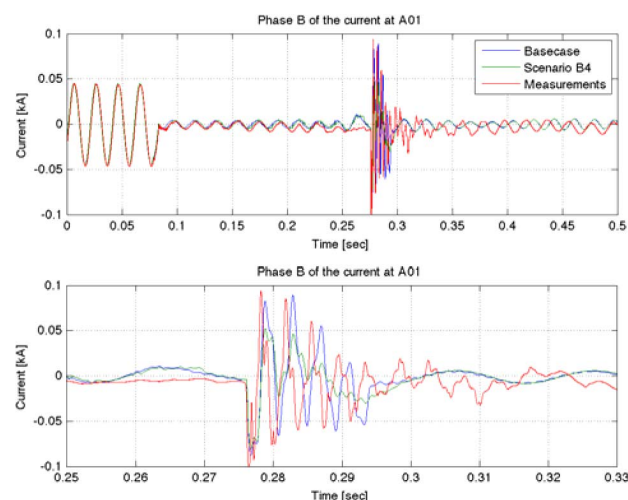 Phase B of the current at A01
0.1
0.05
0
-0.05
-0.1
Current [kA]
Basecase
Scenario B4
Measurements
0 0.05 0.1 0.15 0.2 0.25 0.3 0.35 0.4 0.45 0.5
Time [sec]
Phase B of the current at A01
0.1
0.05
0
-0.05
-0.1
Current [kA]
0.25 0.26 0.27 0.28 0.29 0.3 0.31 0.32 0.33
Time [sec]